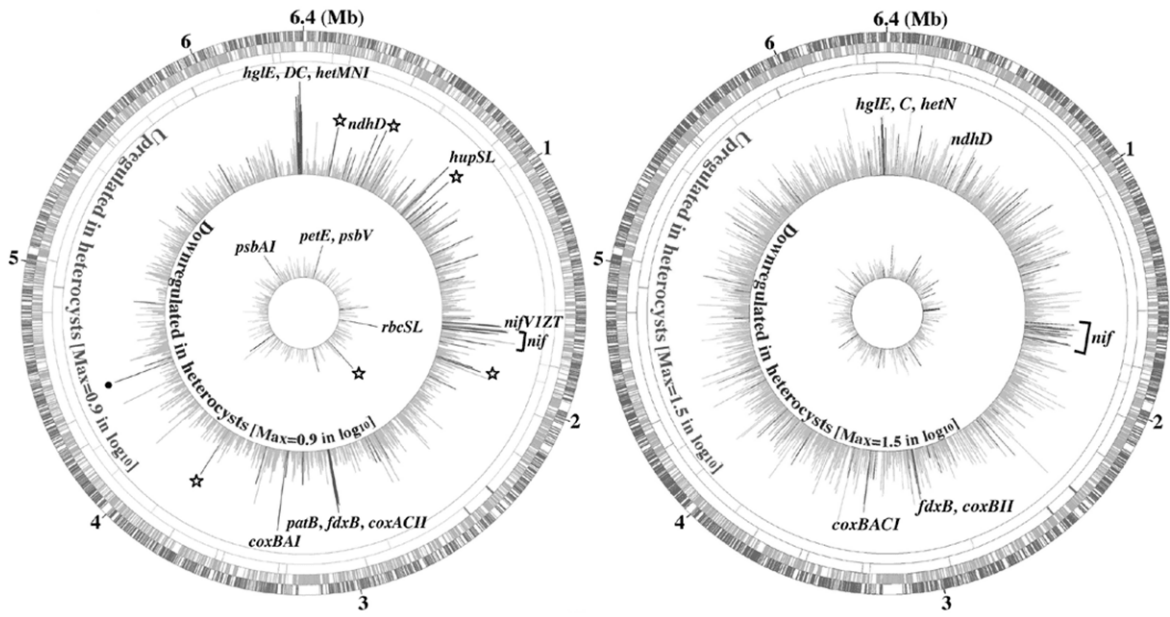 6.4 (Mb)
6
hglE, DC, hetMNI
ndhD
hupSL
1
Upregulated in heterocysts [Max=0.9 in log10]
Downregulated in heterocysts [Max=0.9 in log10]
psbAI
petE, psbV
5
rbcSL
nifV1ZT
nif
2
4
patB, fdxB, coxACII
coxBAI
3
6.4 (Mb)
6
hglE, C, hetN
ndhD
1
Upregulated in heterocysts [Max=1.5 in log10]
Downregulated in heterocysts [Max=1.5 in log10]
5
nif
2
4
fdxB, coxBII
coxBACI
3